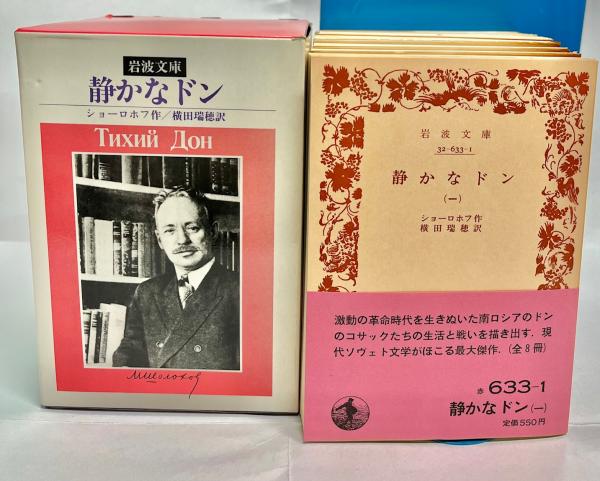 岩波文庫
静かなドン
ショーロホフ作／横田瑞穂訳
Тихий Дон
М. Шолохов
岩波文庫
32-633-1
静かなドン
(一)
ショーロホフ作
横田瑞穂訳
激動の革命時代を生きぬいた南ロシアのドン
のコサックたちの生活と戦いを描き出す．現
代ソヴェト文学がほこる最大傑作．(全8冊)
赤 633-1
静かなドン(一)
定価550円